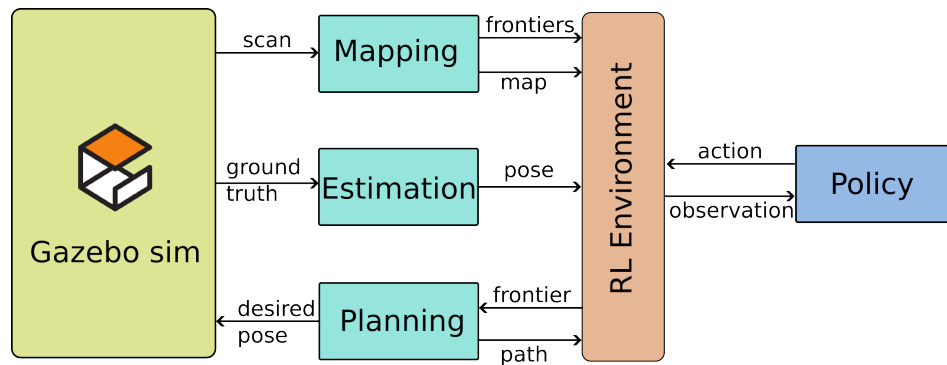 Gazebo sim
scan
Mapping
frontiers
map
ground
truth
Estimation
pose
desired
pose
Planning
frontier
path
RL Environment
action
observation
Policy